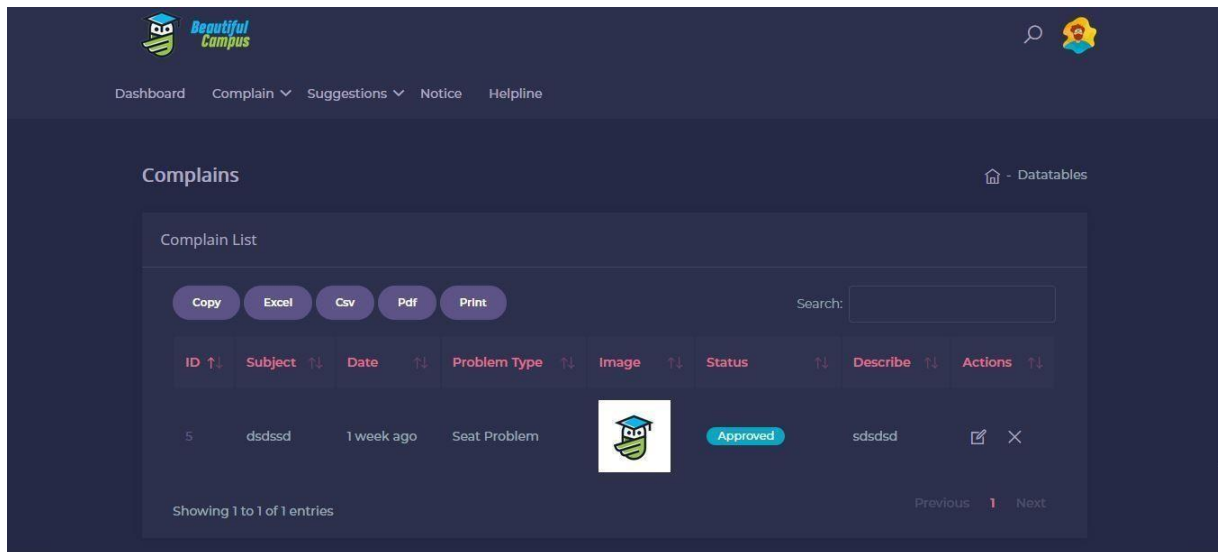 Beautiful
Campus
Dashboard Complain Suggestions Notice Helpline
Complains
- Datatables
Complain List
Copy Excel Csv Pdf Print Search:
ID Subject Date Problem Type Image Status Describe Actions
5 dsdssd 1 week ago Seat Problem Approved sdsdsd
Showing 1 to 1 of 1 entries
Previous 1 Next